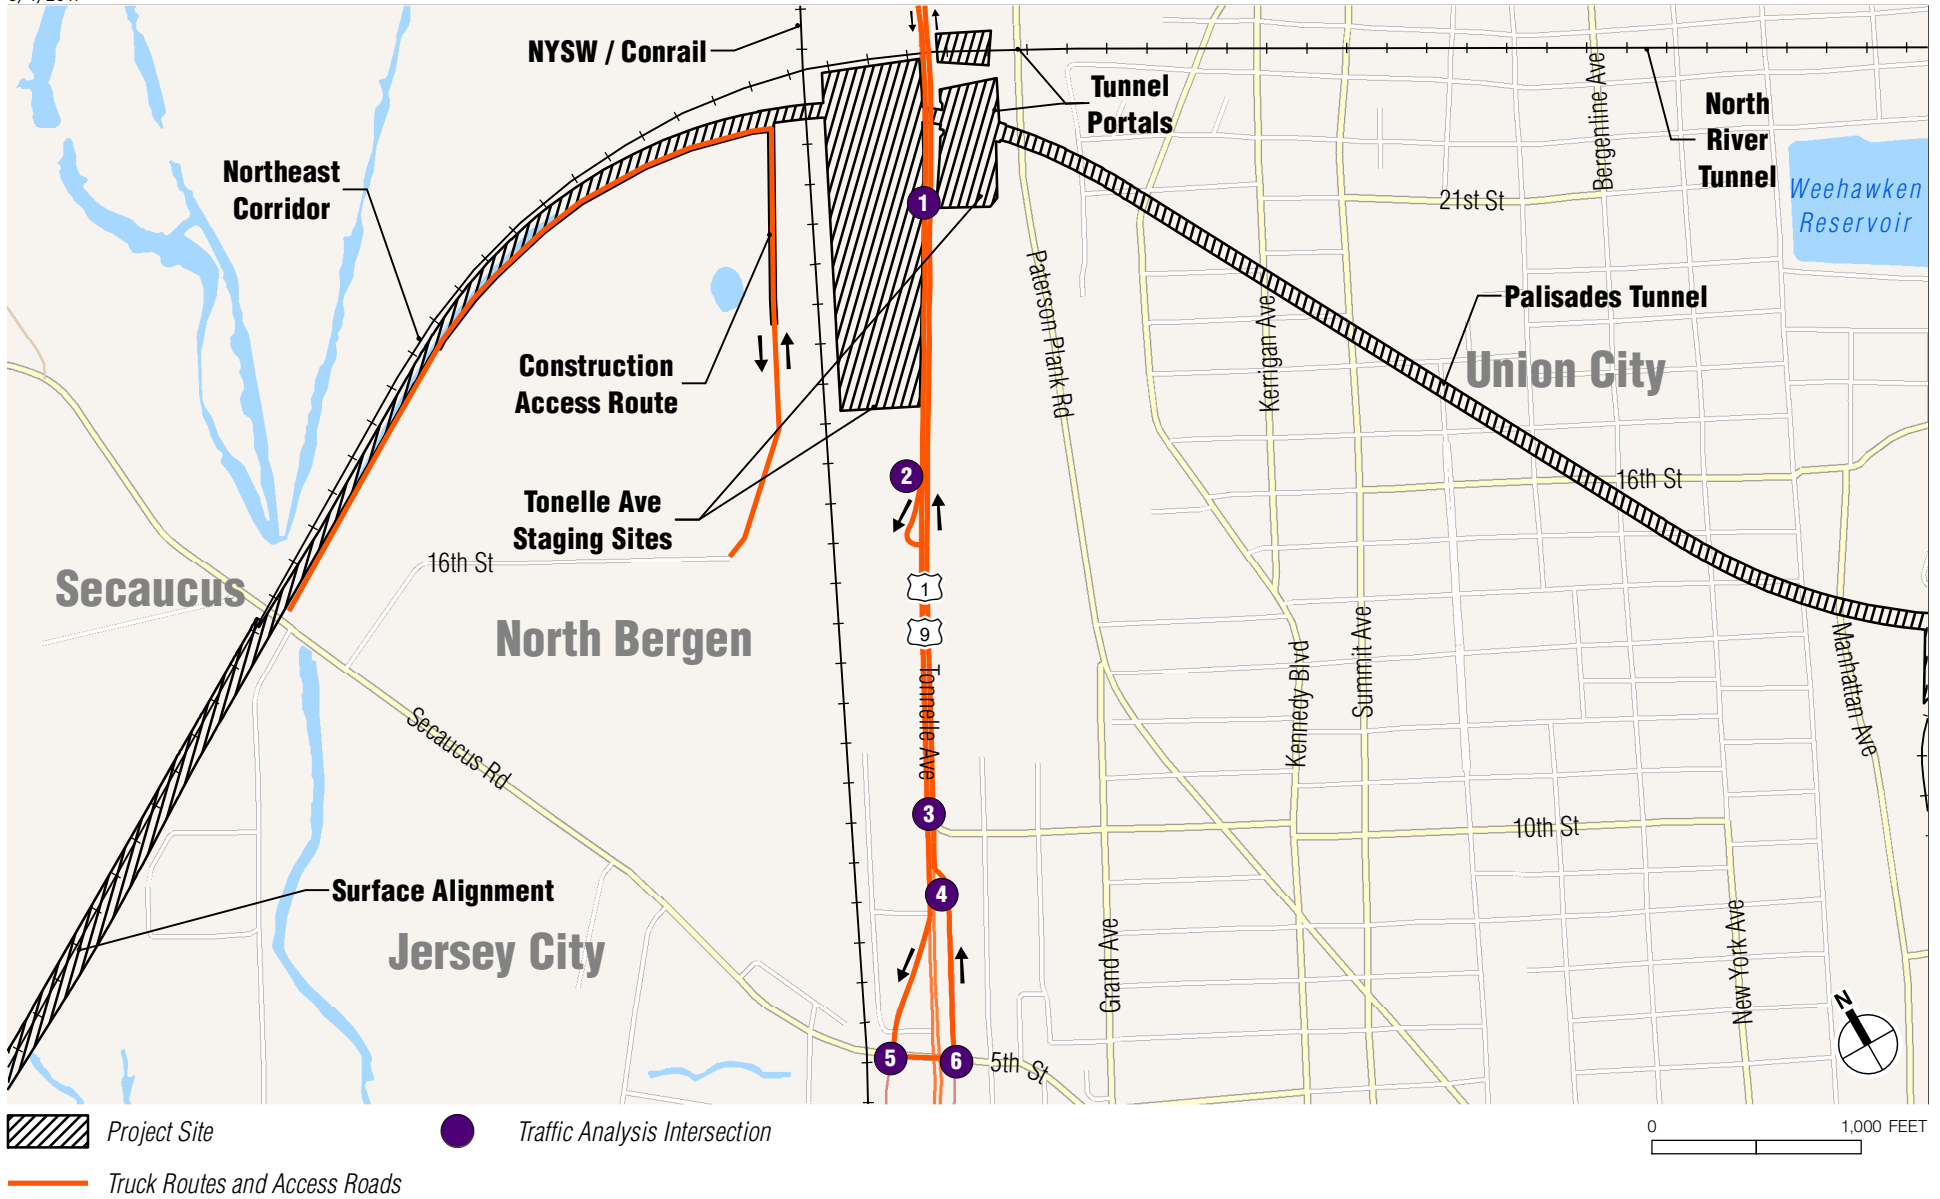 NYSW / Conrail
Tunnel
Portals
North
River
Tunnel
Bergenline Ave
Weehawken
Reservoir
21st St
Northeast
Corridor
1
Paterson Plank Rd
Kerrigan Ave
Palisades Tunnel
Union City
Construction
Access Route
2
16th St
Tonelle Ave
Staging Sites
16th St
1
9
Secaucus
North Bergen
Tonnelle Ave
Kennedy Blvd
Summit Ave
Manhattan Ave
Secaucus Rd
3
10th St
4
Surface Alignment
Jersey City
Grand Ave
New York Ave
N
5
6
5th St
Project Site
Traffic Analysis Intersection
0
1,000 FEET
Truck Routes and Access Roads